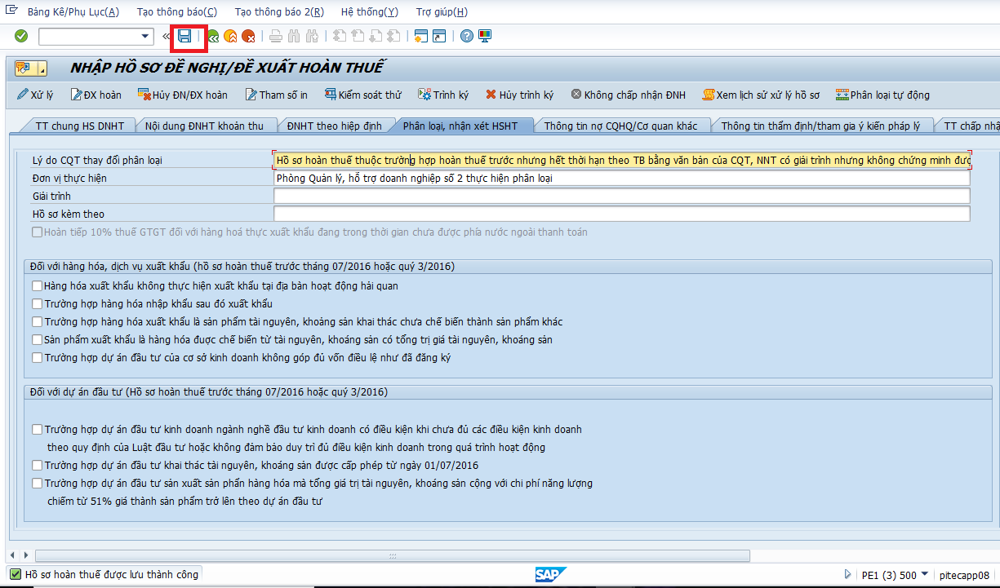 Bảng Kê/Phụ Lục(A) Tạo thông báo(C) Tạo thông báo 2(R) Hệ thống(Y) Trợ giúp(H)
NHẬP HỒ SƠ ĐỀ NGHỊ/ĐỀ XUẤT HOÀN THUẾ
Xử lý ĐX hoàn Hủy ĐN/ĐX hoàn Tham số in Kiểm soát thử Trình ký Hủy trình ký Không chấp nhận ĐNH Xem lịch sử xử lý hồ sơ Phân loại tự động
TT chung HS DNHT Nội dung ĐNHT khoản thu ĐNHT theo hiệp định Phân loại, nhận xét HSHT Thông tin nợ CQHQ/Cơ quan khác Thông tin thẩm định/tham gia ý kiến pháp lý TT chấp nhậ
Lý do CQT thay đổi phân loại Hồ sơ hoàn thuế thuộc trường hợp hoàn thuế trước nhưng hết thời hạn theo TB bằng văn bản của CQT, NNT có giải trình nhưng không chứng minh đượ
Đơn vị thực hiện Phòng Quản lý, hỗ trợ doanh nghiệp số 2 thực hiện phân loại
Giải trình
Hồ sơ kèm theo
Hoàn tiếp 10% thuế GTGT đối với hàng hoá thực xuất khẩu đang trong thời gian chưa được phía nước ngoài thanh toán
Đối với hàng hóa, dịch vụ xuất khẩu (hồ sơ hoàn thuế trước tháng 07/2016 hoặc quý 3/2016)
Hàng hóa xuất khẩu không thực hiện xuất khẩu tại địa bàn hoạt động hải quan
Trường hợp hàng hóa nhập khẩu sau đó xuất khẩu
Trường hợp hàng hóa xuất khẩu là sản phẩm tài nguyên, khoảng sản khai thác chưa chế biến thành sản phẩm khác
Sản phẩm xuất khẩu là hàng hóa được chế biến từ tài nguyên, khoáng sản có tổng trị giá tài nguyên, khoáng sản
Trường hợp dự án đầu tư của cơ sở kinh doanh không góp đủ vốn điều lệ như đã đăng ký
Đối với dự án đầu tư (Hồ sơ hoàn thuế trước tháng 07/2016 hoặc quý 3/2016)
Trường hợp dự án đầu tư kinh doanh ngành nghề đầu tư kinh doanh có điều kiện khi chưa đủ các điều kiện kinh doanh
theo quy định của Luật đầu tư hoặc không đảm bảo duy trì đủ điều kiện kinh doanh trong quá trình hoạt động
Trường hợp dự án đầu tư khai thác tài nguyên, khoáng sản được cấp phép từ ngày 01/07/2016
Trường hợp dự án đầu tư sản xuất sản phẩn hàng hóa mà tổng giá trị tài nguyên, khoáng sản cộng với chi phí năng lượng
chiếm từ 51% giá thành sản phẩm trở lên theo dự án đầu tư
Hồ sơ hoàn thuế được lưu thành công SAP PE1 (3) 500 pitecapp08